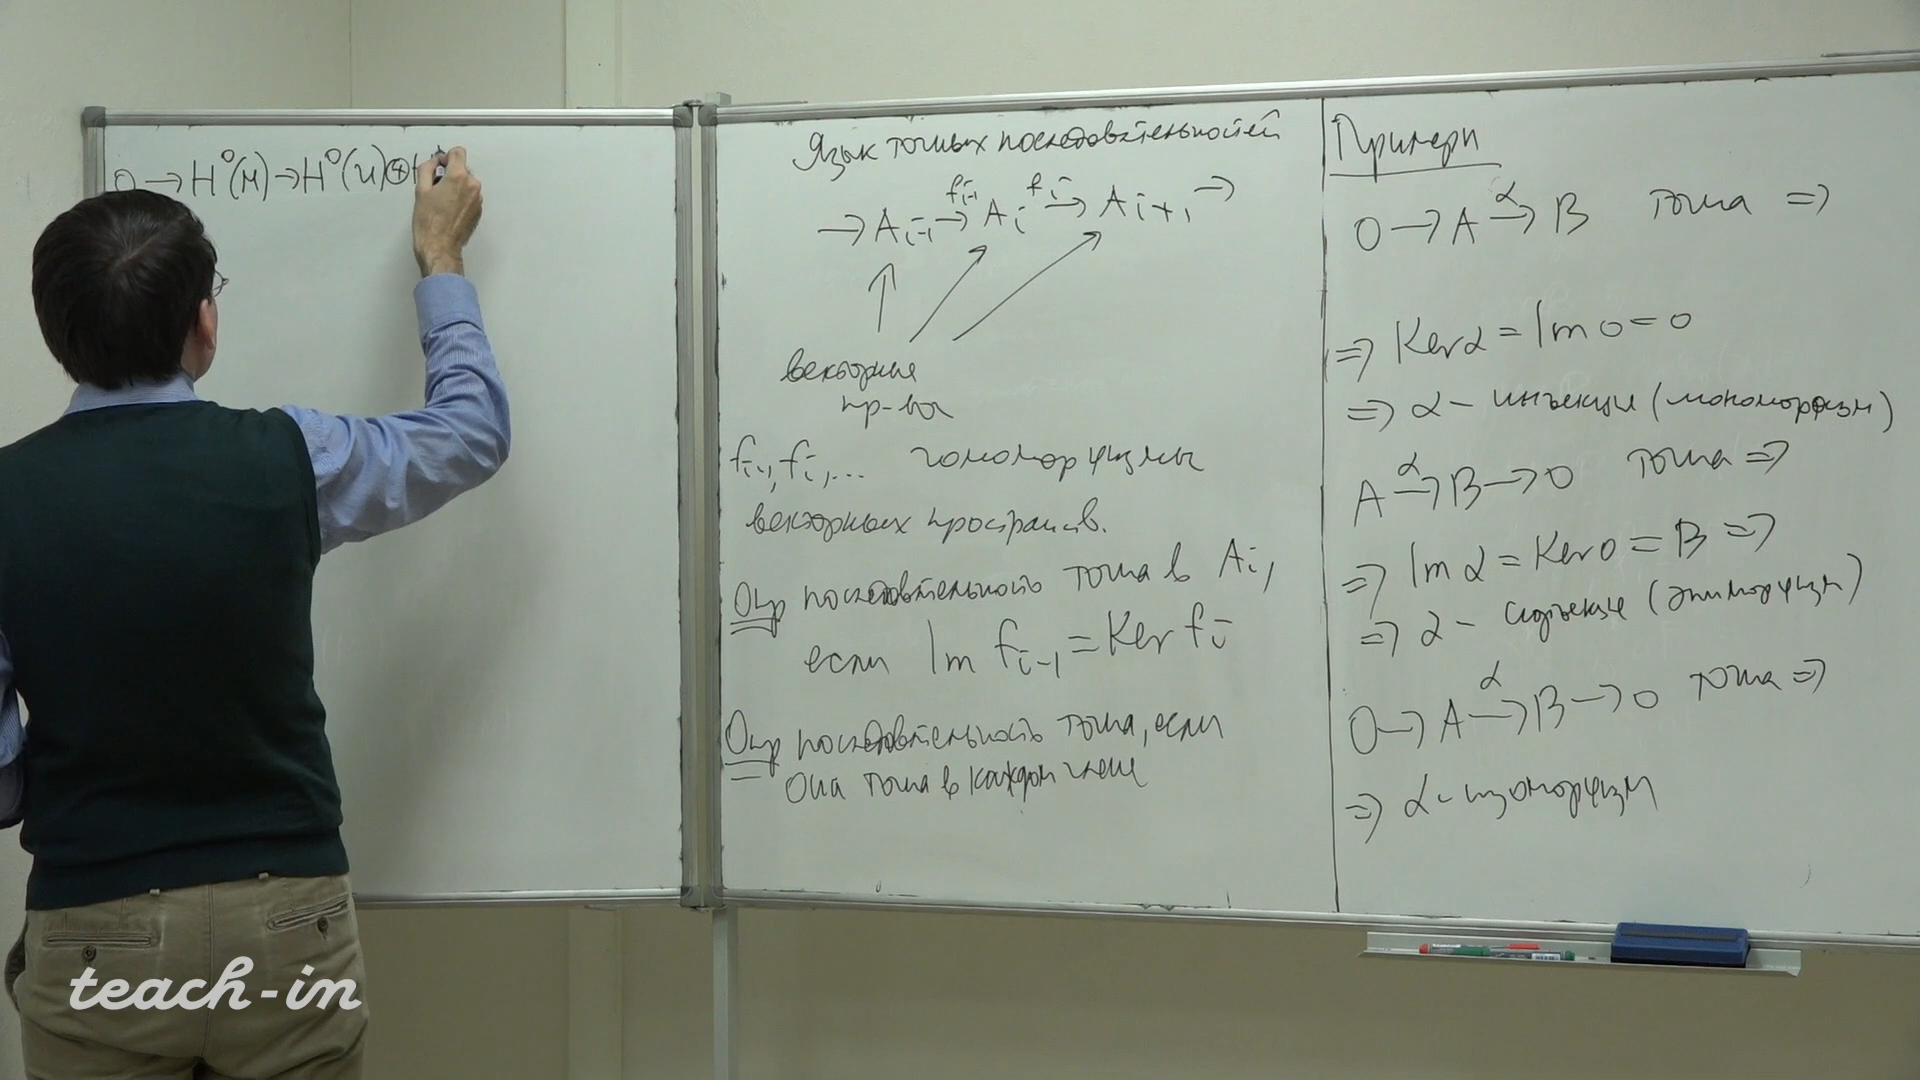 0 → H⁰(M) → H⁰(U) ⊕ H
Язык точных последовательностей
→ A_{i-1} →^{f_{i-1}} A_i →^{f_i} A_{i+1} →
векторные
пр-ва
f_{i-1}, f_i, ... гомоморфизмы
векторных пространств.
Опр последовательность точна в A_i,
если Im f_{i-1} = Ker f_i
Опр последовательность точна, если
она точна в каждом члене
Примеры
0 → A →^α B точна ⇒
⇒ Ker α = Im 0 = 0
⇒ α - инъекция (мономорфизм)
A →^α B → 0 точна ⇒
⇒ Im α = Ker 0 = B ⇒
⇒ α - сюръекция (эпиморфизм)
0 → A →^α B → 0 точна ⇒
⇒ α - изоморфизм
teach-in